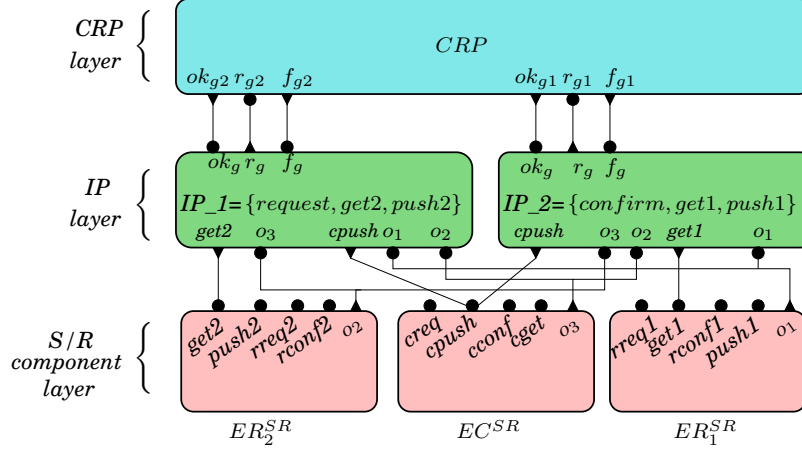 CRP
layer
CRP
ok_{g2} r_{g2} f_{g2}
ok_{g1} r_{g1} f_{g1}
ok_g r_g f_g
ok_g r_g f_g
IP
layer
IP_1={request, get2, push2}
IP_2={confirm, get1, push1}
get2 o_3 cpush o_1 o_2
cpush o_3 o_2 get1 o_1
S/R
component
layer
get2 push2 rreq2 rconf2 o_2
creq cpush cconf cget o_3
rreq1 get1 rconf1 push1 o_1
ER_2^{SR}
EC^{SR}
ER_1^{SR}